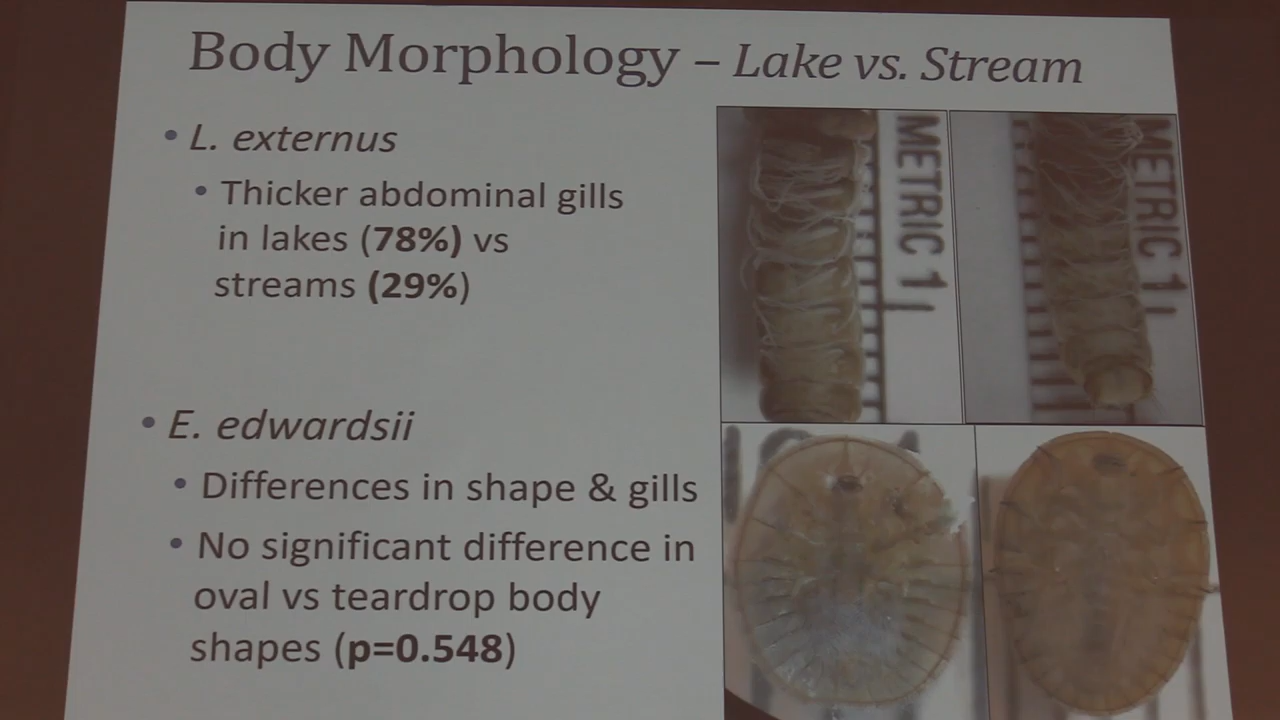 Body Morphology – Lake vs. Stream
• L. externus
• Thicker abdominal gills
in lakes (78%) vs
streams (29%)
• E. edwardsii
• Differences in shape & gills
• No significant difference in
oval vs teardrop body
shapes (p=0.548)
METRIC 1
METRIC 1